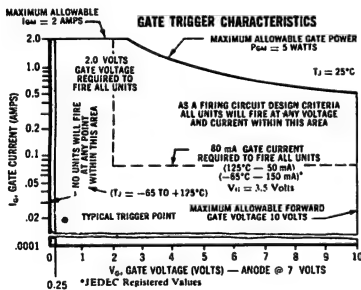 GATE TRIGGER CHARACTERISTICS
MAXIMUM ALLOWABLE
IGM = 2 AMPS
MAXIMUM ALLOWABLE GATE POWER
PGM = 5 WATTS
2.0 VOLTS
GATE VOLTAGE
REQUIRED TO
FIRE ALL UNITS
TJ = 25°C
AS A FIRING CIRCUIT DESIGN CRITERIA
ALL UNITS WILL FIRE AT ANY VOLTAGE
AND CURRENT WITHIN THIS AREA
NO UNITS WILL FIRE
AT ANY POINT
WITHIN THIS AREA
80 mA GATE CURRENT
REQUIRED TO FIRE ALL UNITS
(125°C — 50 mA)
(-65°C — 150 mA)*
3.5 Volts
(TJ = -65 TO +125°C)
TYPICAL TRIGGER POINT
MAXIMUM ALLOWABLE FORWARD
GATE VOLTAGE 10 VOLTS
IG, GATE CURRENT (AMPS)
2.0
1.0
0.5
0.2
0.1
.05
.02
.0001
0 2 4 6 8 10
VG, GATE VOLTAGE (VOLTS) — ANODE @ 7 VOLTS
0.25
*JEDEC Registered Values